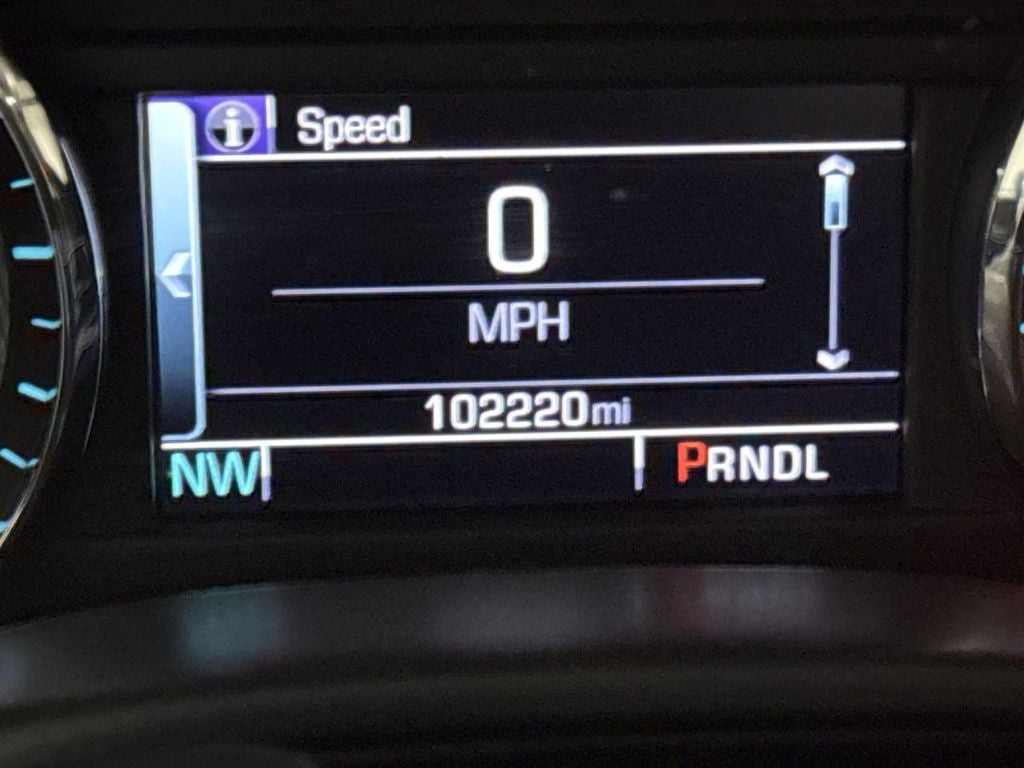 i Speed
0
MPH
102220mi
NW PRNDL